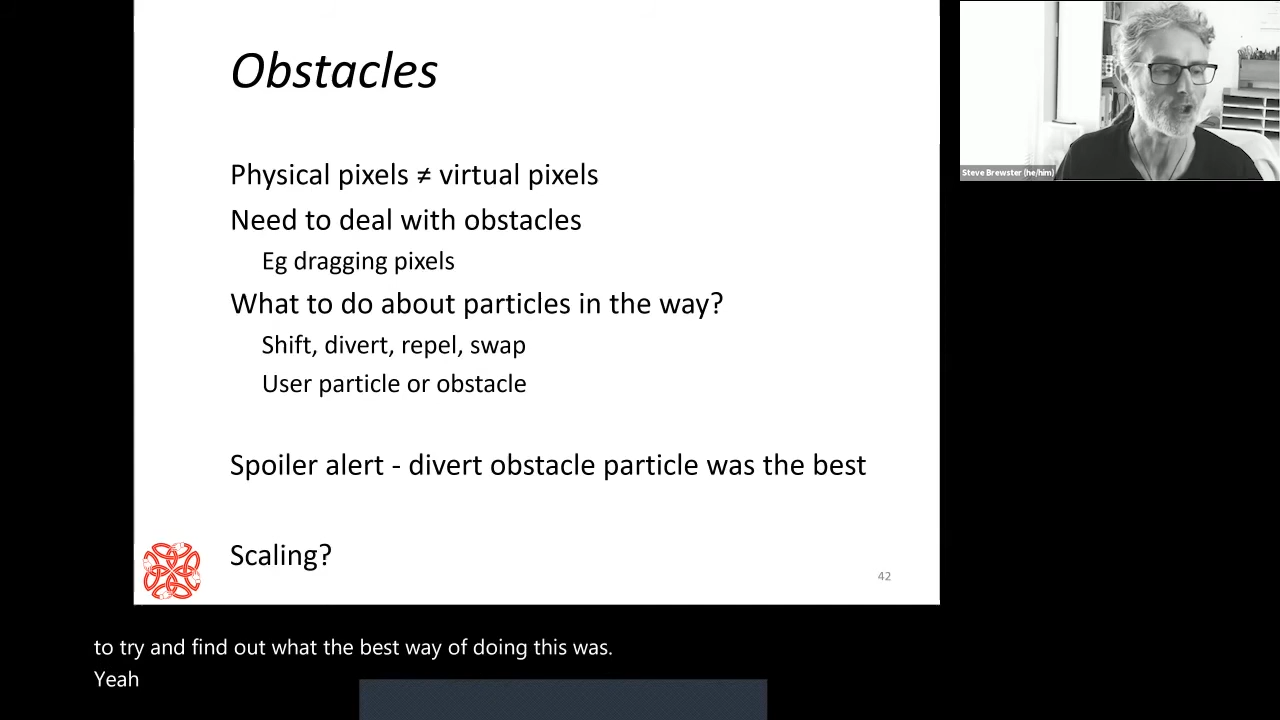 Obstacles
Physical pixels ≠ virtual pixels
Need to deal with obstacles
Eg dragging pixels
What to do about particles in the way?
Shift, divert, repel, swap
User particle or obstacle
Spoiler alert - divert obstacle particle was the best
Scaling?
42
Steve Brewster (he/him)
to try and find out what the best way of doing this was.
Yeah